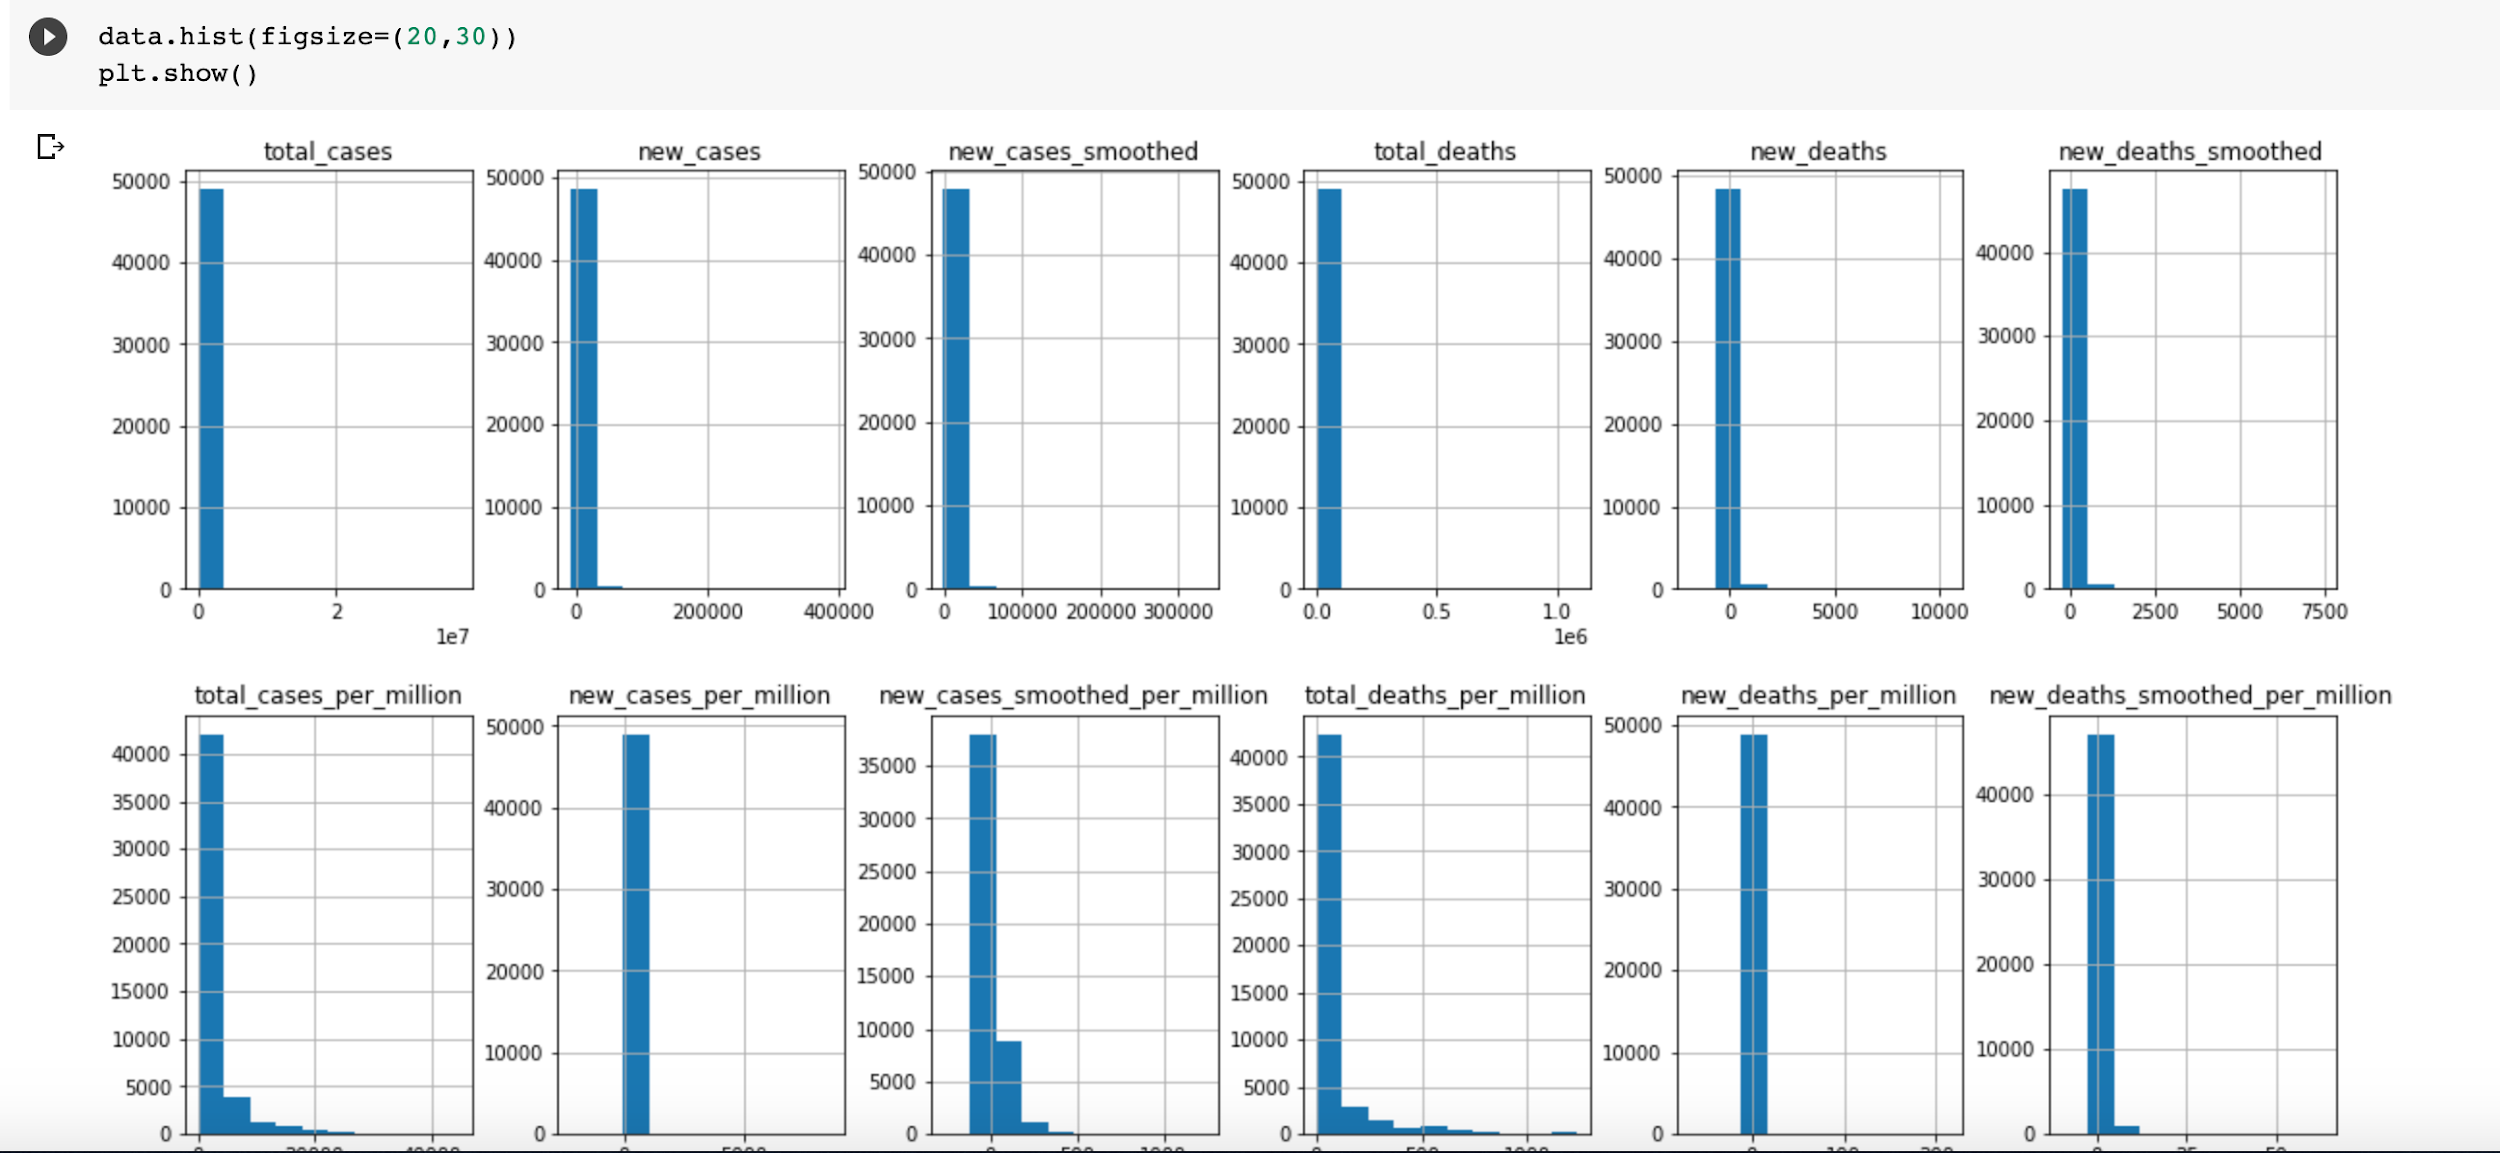 data.hist(figsize=(20,30))
plt.show()
total_cases new_cases new_cases_smoothed total_deaths new_deaths new_deaths_smoothed
50000 50000 50000 50000 50000
40000 40000 40000 40000 40000 40000
30000 30000 30000 30000 30000 30000
20000 20000 20000 20000 20000 20000
10000 10000 10000 10000 10000 10000
0 0 0 0 0 0
0 2 0 200000 400000 0 100000 200000 300000 0.0 0.5 1.0 0 5000 10000 0 2500 5000 7500
1e7 1e6
total_cases_per_million new_cases_per_million new_cases_smoothed_per_million total_deaths_per_million new_deaths_per_million new_deaths_smoothed_per_million
50000 50000
40000 40000 35000 40000 40000 40000
35000 30000 35000
30000 30000 25000 30000 30000 30000
25000 20000 25000
20000 20000 15000 20000 20000 20000
15000 15000
10000 10000 10000 10000 10000 10000
5000 5000 5000
0 0 0 0 0 0